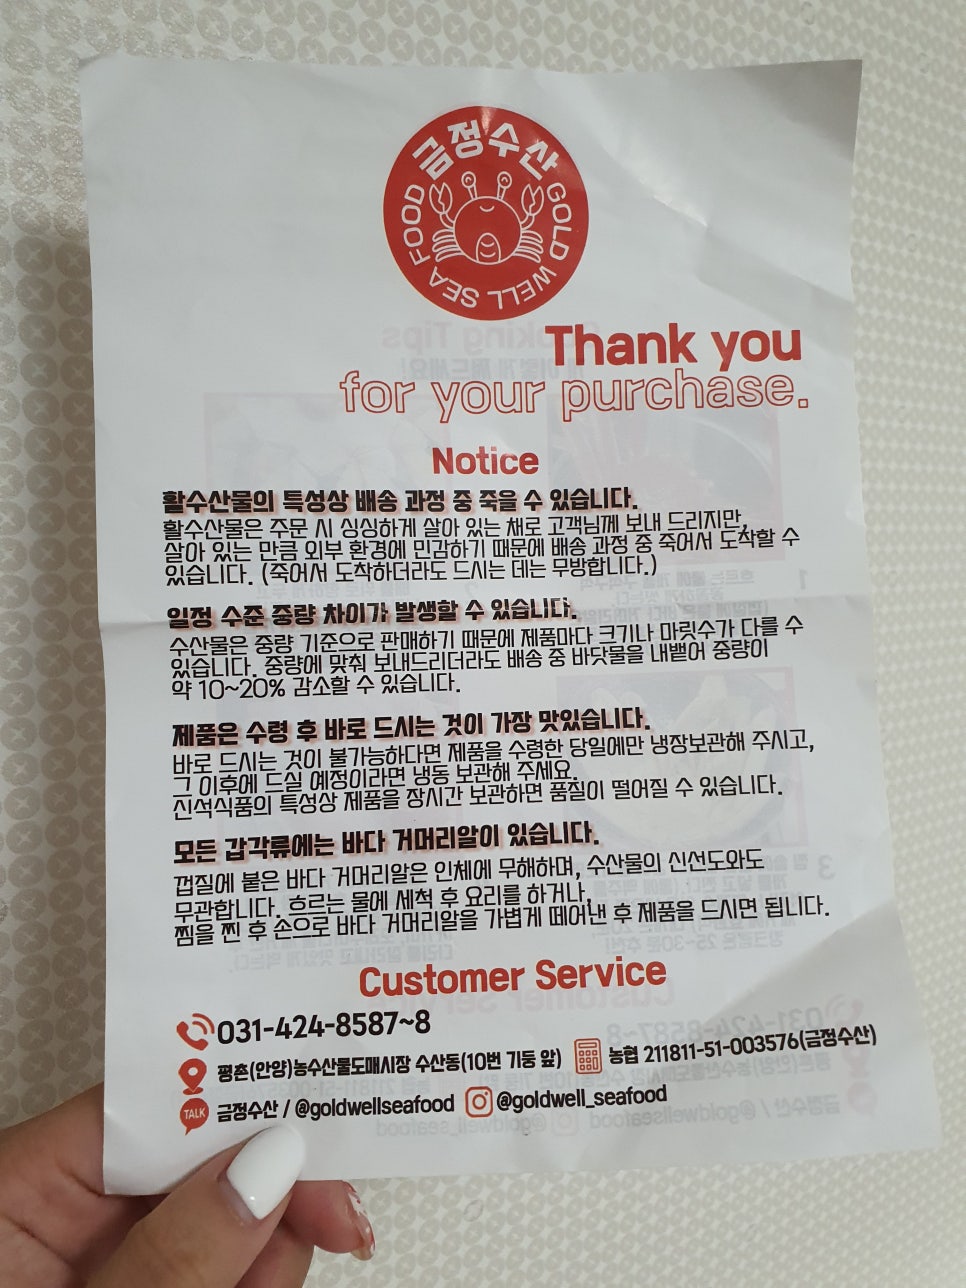 금정수산
GOLD WELL SEA FOOD
Thank you
for your purchase.
Notice
활수산물의 특성상 배송 과정 중 죽을 수 있습니다.
활수산물은 주문 시 싱싱하게 살아 있는 채로 고객님께 보내 드리지만,
살아 있는 만큼 외부 환경에 민감하기 때문에 배송 과정 중 죽어서 도착할 수
있습니다. (죽어서 도착하더라도 드시는 데는 무방합니다.)
일정 수준 중량 차이가 발생할 수 있습니다.
수산물은 중량 기준으로 판매하기 때문에 제품마다 크기나 마릿수가 다를 수
있습니다. 중량에 맞춰 보내드리더라도 배송 중 바닷물을 내뱉어 중량이
약 10~20% 감소할 수 있습니다.
제품은 수령 후 바로 드시는 것이 가장 맛있습니다.
바로 드시는 것이 불가능하다면 제품을 수령한 당일에만 냉장보관해 주시고,
그 이후에 드실 예정이라면 냉동 보관해 주세요.
신석식품의 특성상 제품을 장시간 보관하면 품질이 떨어질 수 있습니다.
모든 갑각류에는 바다 거머리알이 있습니다.
껍질에 붙은 바다 거머리알은 인체에 무해하며, 수산물의 신선도와도
무관합니다. 흐르는 물에 세척 후 요리를 하거나,
찜을 찐 후 손으로 바다 거머리알을 가볍게 떼어낸 후 제품을 드시면 됩니다.
Customer Service
031-424-8587~8
평촌(안양)농수산물도매시장 수산동(10번 기둥 앞) 농협 211811-51-003576(금정수산)
TALK 금정수산 / @goldwellseafood @goldwell_seafood